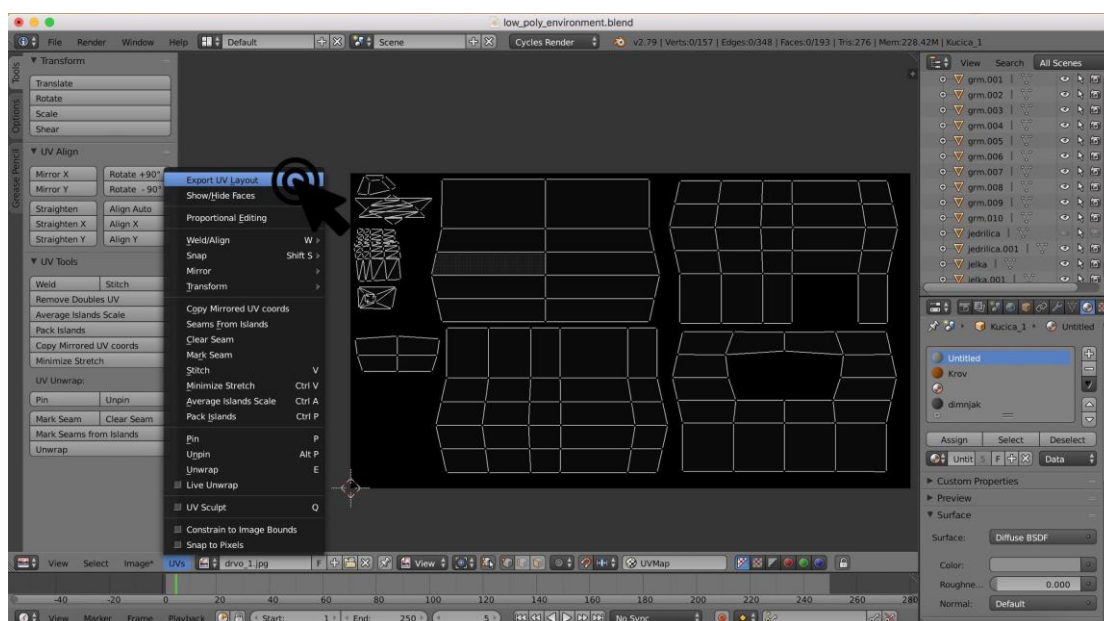 low_poly_environment.blend
File Render Window Help Default Scene Cycles Render v2.79 | Verts:0/157 | Edges:0/348 | Faces:0/193 | Tris:276 | Mem:228.42M | Kucica_1
Tools
Options
Grease Pencil
Transform
Translate
Rotate
Scale
Shear
UV Align
Mirror X Rotate +90°
Mirror Y Rotate - 90°
Straighten Align Auto
Straighten X Align X
Straighten Y Align Y
UV Tools
Weld Stitch
Remove Doubles UV
Average Islands Scale
Pack Islands
Copy Mirrored UV coords
Minimize Stretch
UV Unwrap:
Pin Unpin
Mark Seam Clear Seam
Mark Seams from Islands
Unwrap
Export UV Layout
Show/Hide Faces
Proportional Editing
Weld/Align W
Snap Shift S
Mirror
Transform
Copy Mirrored UV coords
Seams From Islands
Clear Seam
Mark Seam
Stitch V
Minimize Stretch Ctrl V
Average Islands Scale Ctrl A
Pack Islands Ctrl P
Pin P
Unpin Alt P
Unwrap E
Live Unwrap
UV Sculpt Q
Constrain to Image Bounds
Snap to Pixels
View Search All Scenes
grm.001
grm.002
grm.003
grm.004
grm.005
grm.006
grm.007
grm.008
grm.009
grm.010
jedrilica
jedrilica.001
jelka
jelka.001
Kucica_1 Untitled
Untitled
Krov
dimnjak
Assign Select Deselect
Untit 5 F Data
Custom Properties
Preview
Surface
Surface: Diffuse BSDF
Color:
Roughne... 0.000
Normal: Default
View Select Image* UVs drvo_1.jpg F View UVMap
-40 -20 0 20 40 60 80 100 120 140 160 180 200 220 240 260 280
View Marker Frame Playback Start: 1 End: 250 5 No Sync